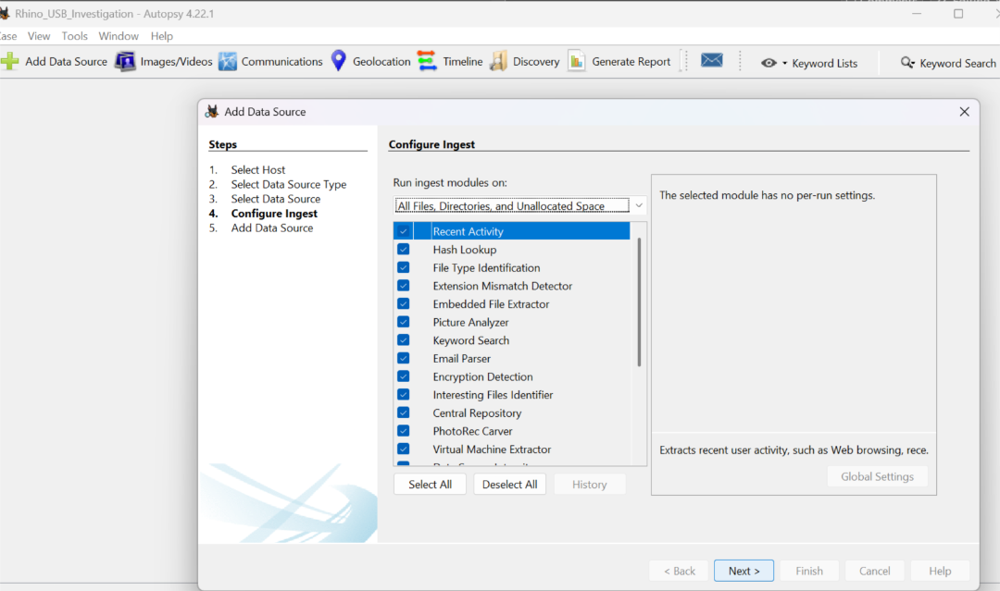 Rhino_USB_Investigation - Autopsy 4.22.1
ase View Tools Window Help
Add Data Source Images/Videos Communications Geolocation Timeline Discovery Generate Report Keyword Lists Keyword Search
Add Data Source
Steps
1. Select Host
2. Select Data Source Type
3. Select Data Source
4. Configure Ingest
5. Add Data Source
Configure Ingest
Run ingest modules on:
All Files, Directories, and Unallocated Space
Recent Activity
Hash Lookup
File Type Identification
Extension Mismatch Detector
Embedded File Extractor
Picture Analyzer
Keyword Search
Email Parser
Encryption Detection
Interesting Files Identifier
Central Repository
PhotoRec Carver
Virtual Machine Extractor
Select All Deselect All History
The selected module has no per-run settings.
Extracts recent user activity, such as Web browsing, rece.
Global Settings
< Back Next > Finish Cancel Help